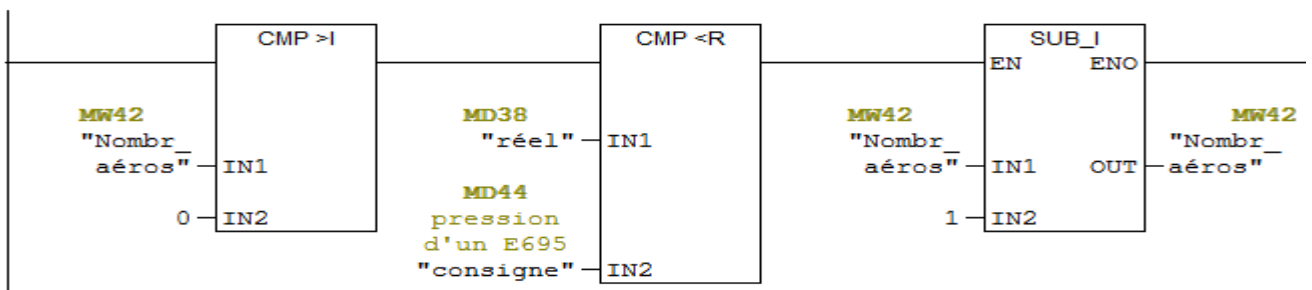 CMP >I
MW42
"Nombr_
aéros"
IN1
0
IN2
CMP <R
MD38
"réel"
IN1
MD44
pression
d'un E695
"consigne"
IN2
SUB_I
EN ENO
MW42
"Nombr_
aéros"
IN1
1
IN2
OUT
MW42
"Nombr_
aéros"